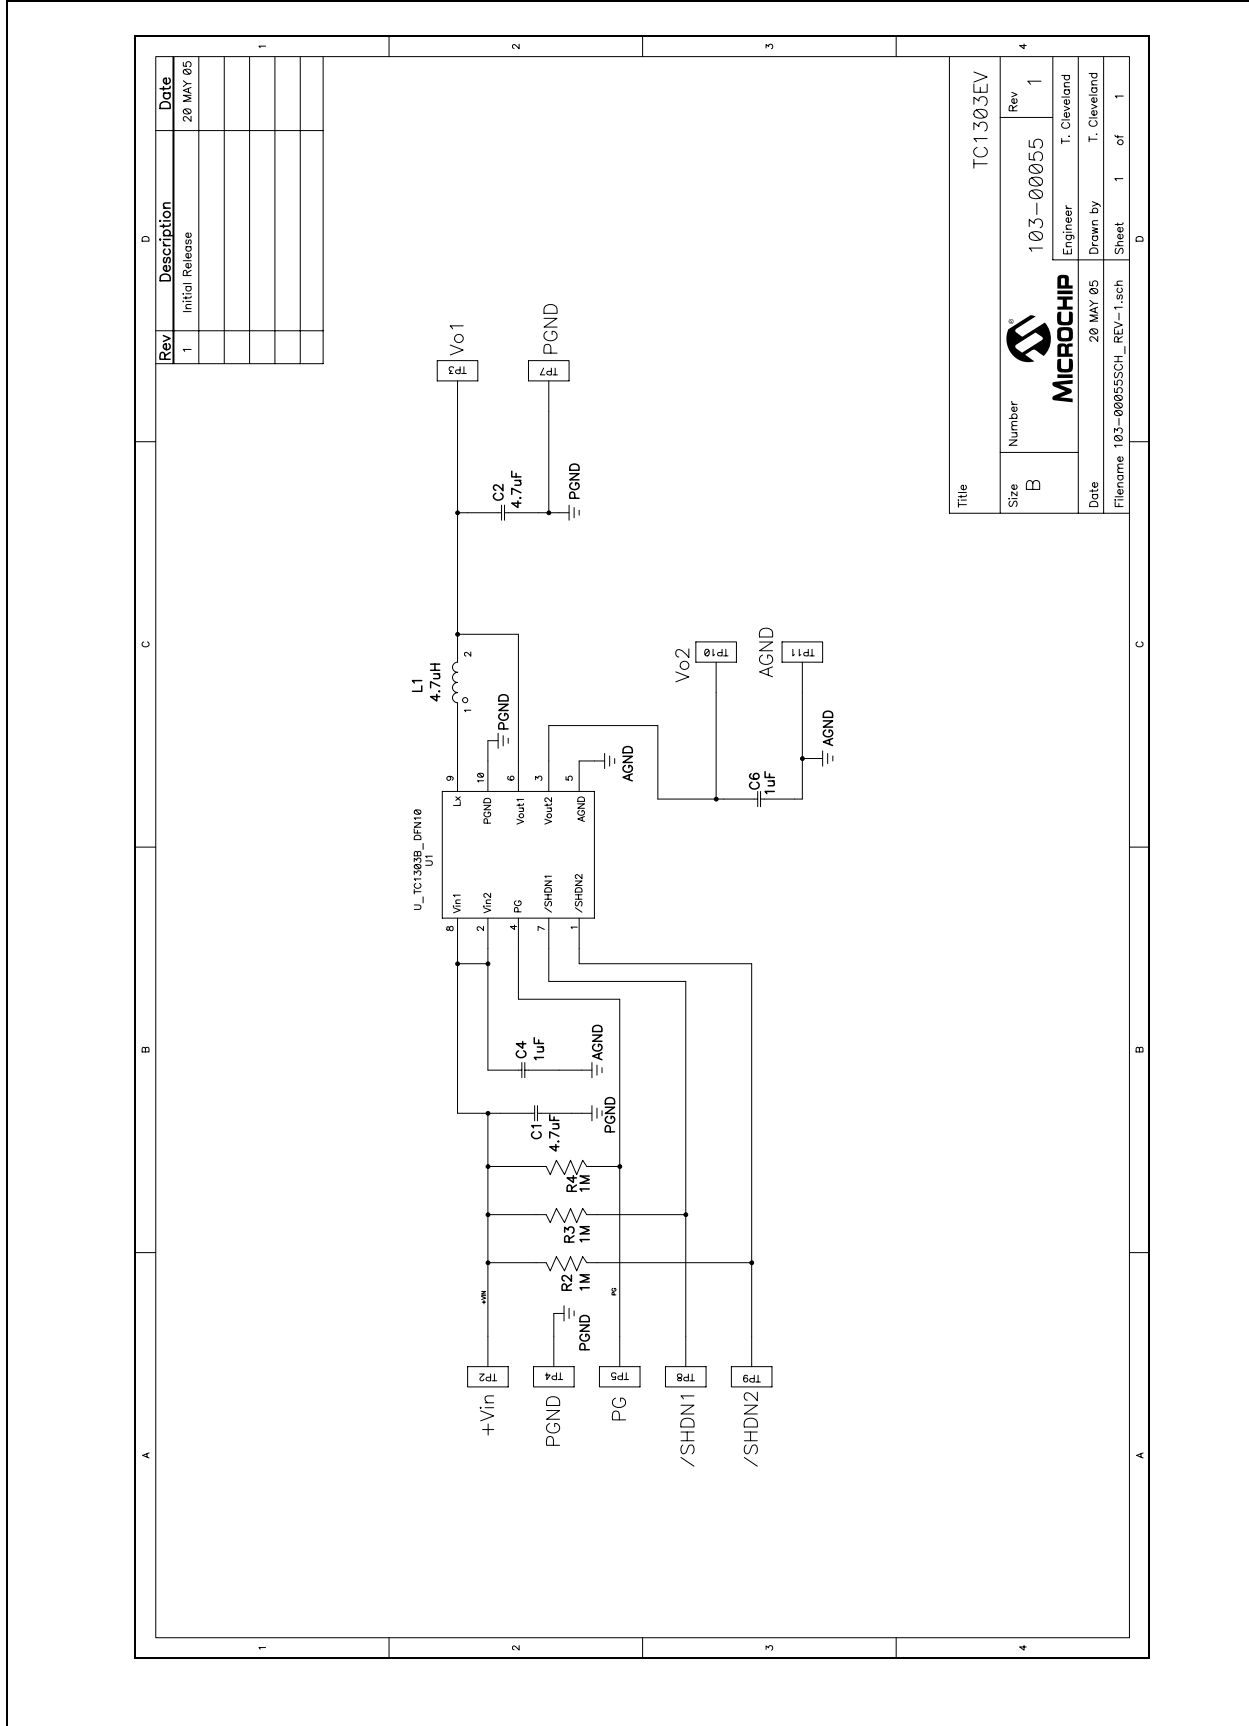 1
2
3
4
D
C
B
A
Rev Description Date
1 Initial Release 20 MAY 05
U_TC1303B_DFN10
U1
8 Vin1
2 Vin2
4 PG
7 /SHDN1
1 /SHDN2
Lx 9
PGND 10
Vout1 6
Vout2 3
AGND 5
L1
4.7uH
1
2
PGND
AGND
TP3 Vo1
C2
4.7uF
TP7 PGND
PGND
Vo2
TP10
C6
1uF
AGND
TP11
AGND
C4
1uF
AGND
C1
4.7uF
PGND
R4
1M
R3
1M
R2
1M
+VIN
PG
+Vin TP2
PGND TP4
PGND
PG TP5
/SHDN1 TP8
/SHDN2 TP9
Title
TC1303EV
Size
B
Number
103-00055
Rev
1
MICROCHIP
®
Engineer T. Cleveland
Date 20 MAY 05
Drawn by T. Cleveland
Filename 103-00055SCH_REV-1.sch
Sheet 1 of 1
D
C
B
A
1
2
3
4